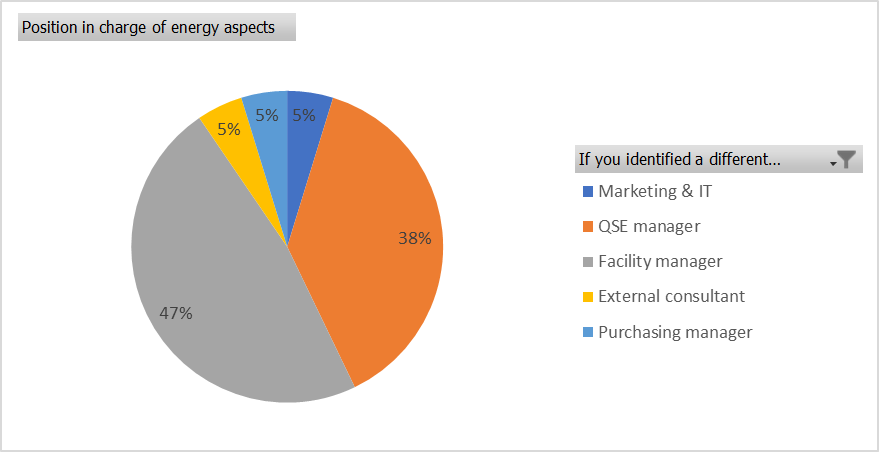 Position in charge of energy aspects
5%
5%
5%
38%
47%
If you identified a different...
Marketing & IT
QSE manager
Facility manager
External consultant
Purchasing manager